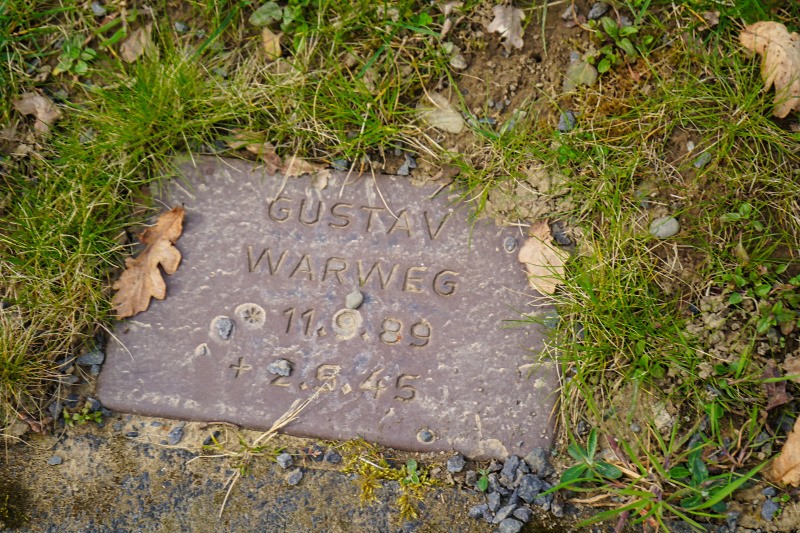 GUSTAV
WARWEG
* 11.9.89
+ 2.8.45